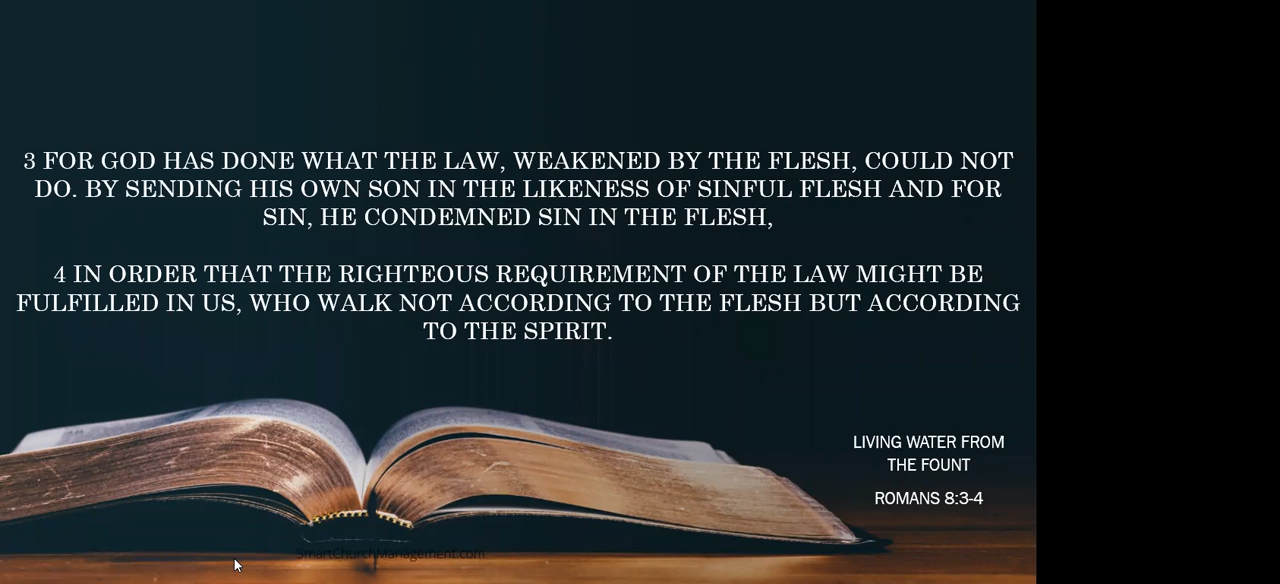 3 FOR GOD HAS DONE WHAT THE LAW, WEAKENED BY THE FLESH, COULD NOT
DO. BY SENDING HIS OWN SON IN THE LIKENESS OF SINFUL FLESH AND FOR
SIN, HE CONDEMNED SIN IN THE FLESH,
4 IN ORDER THAT THE RIGHTEOUS REQUIREMENT OF THE LAW MIGHT BE
FULFILLED IN US, WHO WALK NOT ACCORDING TO THE FLESH BUT ACCORDING
TO THE SPIRIT.
LIVING WATER FROM
THE FOUNT
ROMANS 8:3-4
SmartChurchManagement.com